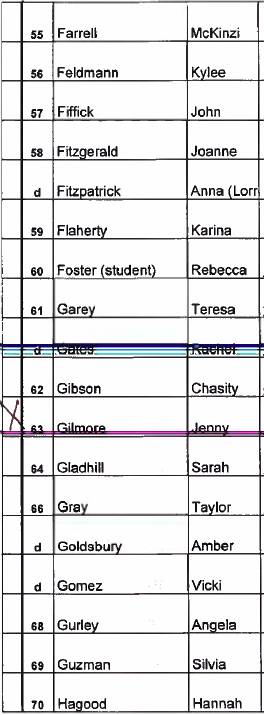 55 Farrell McKinzi
56 Feldmann Kylee
57 Fiffick John
58 Fitzgerald Joanne
d Fitzpatrick Anna (Lorr
59 Flaherty Karina
60 Foster (student) Rebecca
61 Garey Teresa
d Gates Rachel
62 Gibson Chasity
X 63 Gilmore Jenny
64 Gladhill Sarah
66 Gray Taylor
d Goldsbury Amber
d Gomez Vicki
68 Gurley Angela
69 Guzman Silvia
70 Hagood Hannah